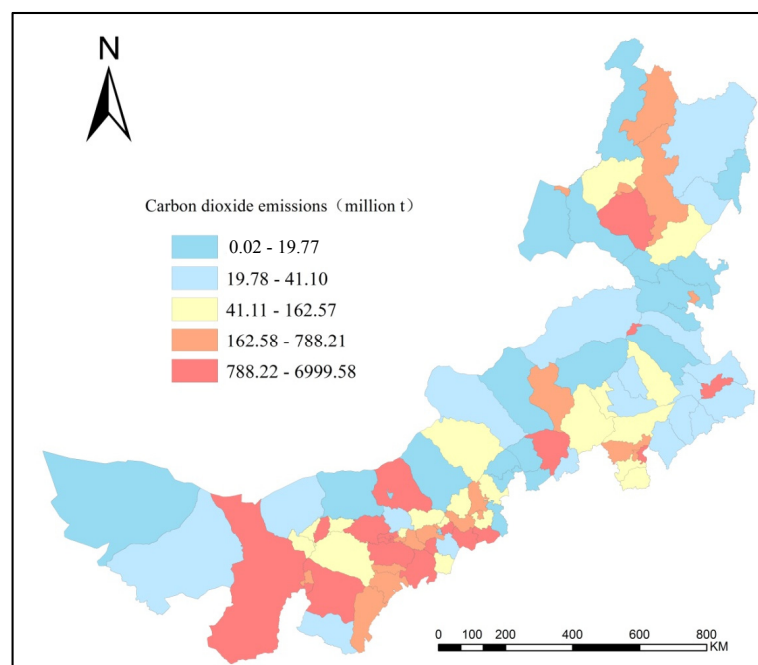 N
Carbon dioxide emissions（million t）
0.02 - 19.77
19.78 - 41.10
41.11 - 162.57
162.58 - 788.21
788.22 - 6999.58
0 100 200 400 600 800
KM